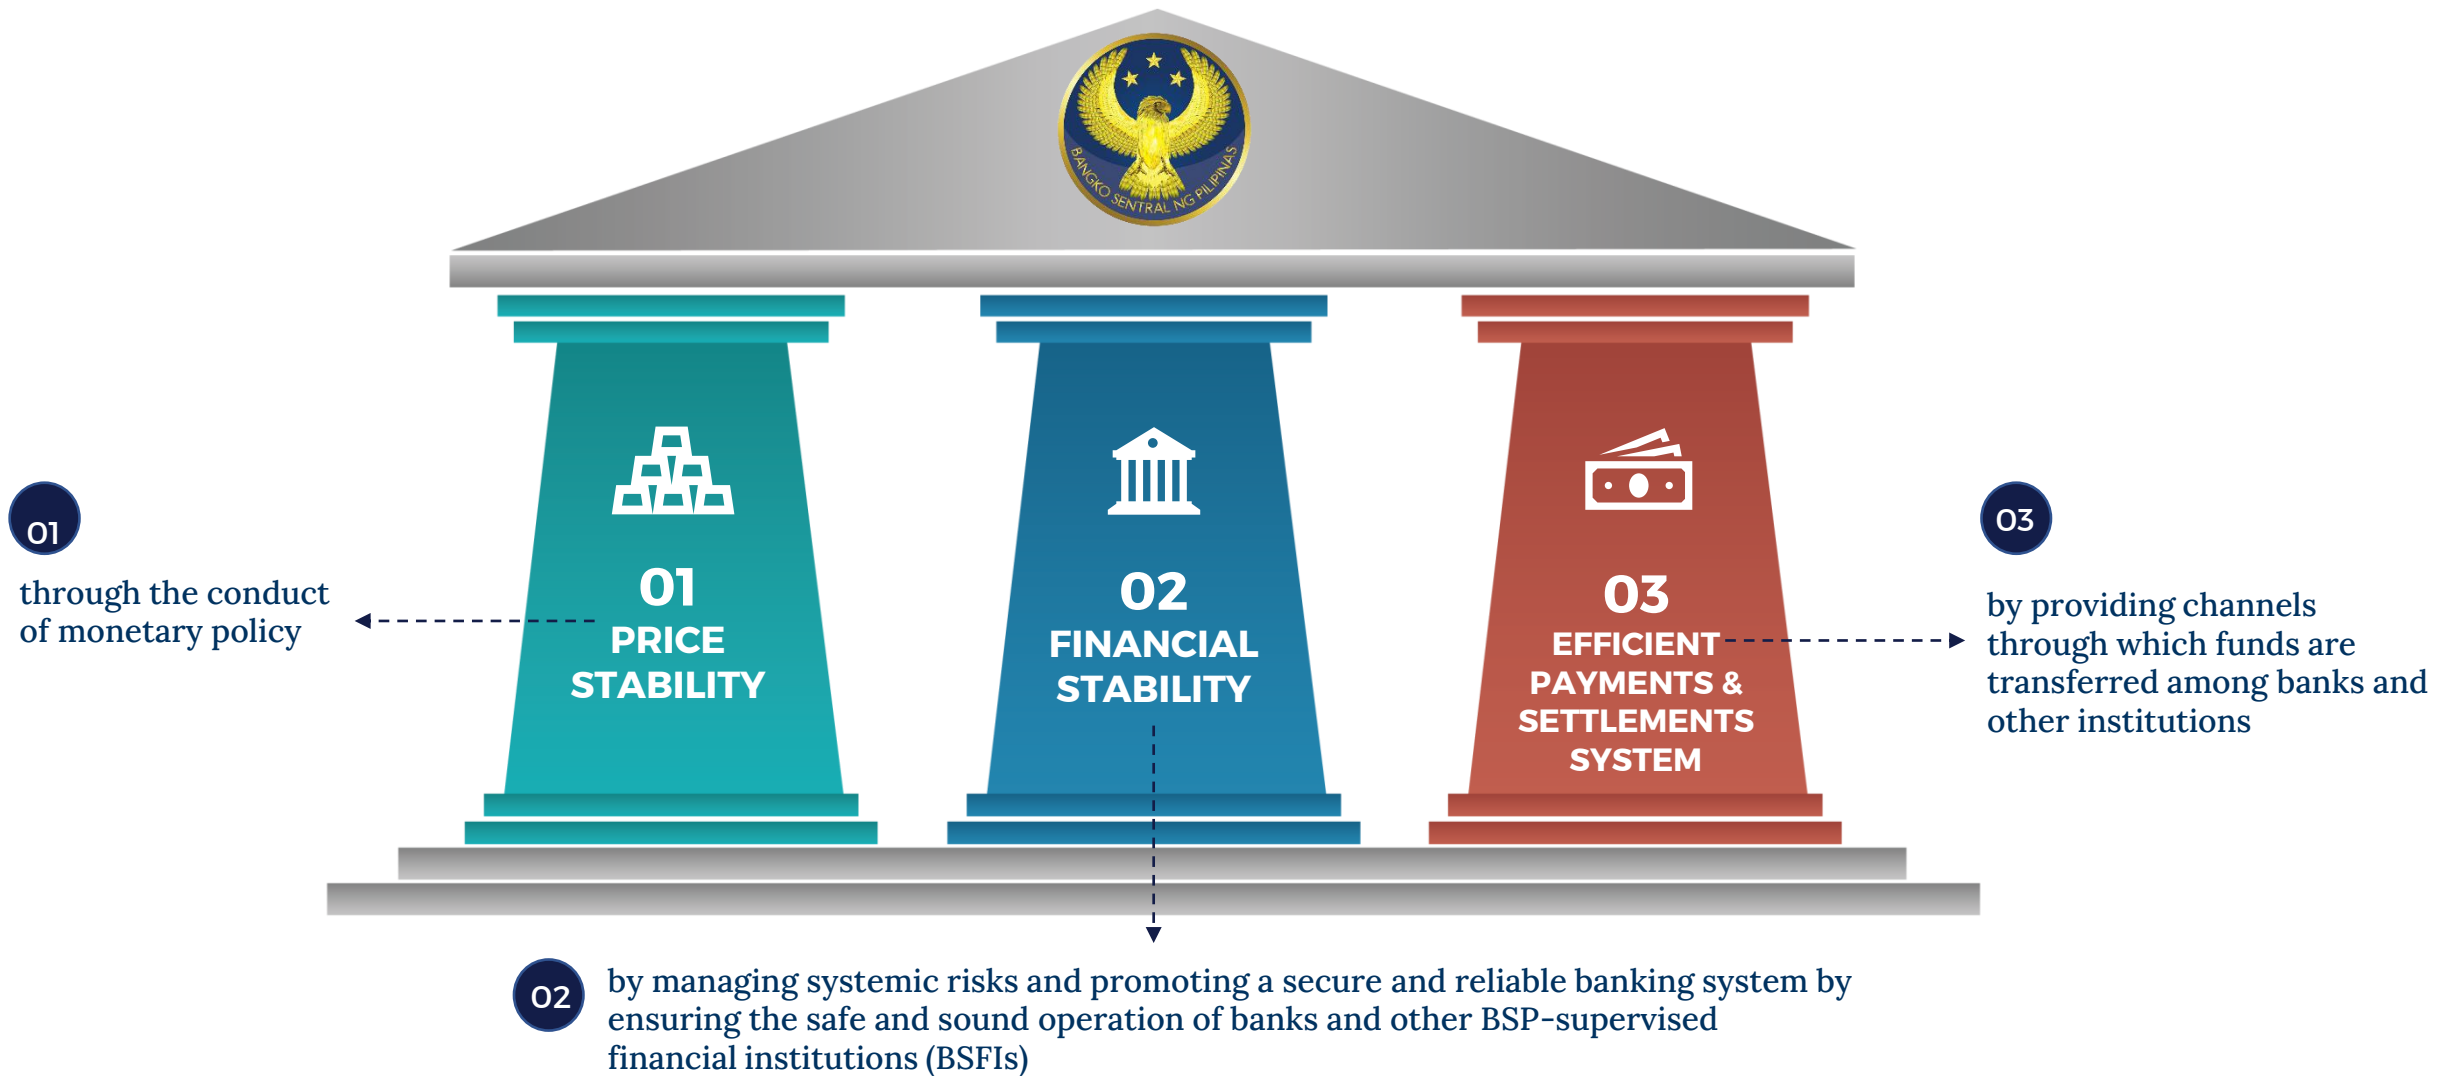 BANGKO SENTRAL NG PILIPINAS
01
PRICE
STABILITY
02
FINANCIAL
STABILITY
03
EFFICIENT
PAYMENTS &
SETTLEMENTS
SYSTEM
01
through the conduct
of monetary policy
03
by providing channels
through which funds are
transferred among banks and
other institutions
02
by managing systemic risks and promoting a secure and reliable banking system by
ensuring the safe and sound operation of banks and other BSP-supervised
financial institutions (BSFIs)